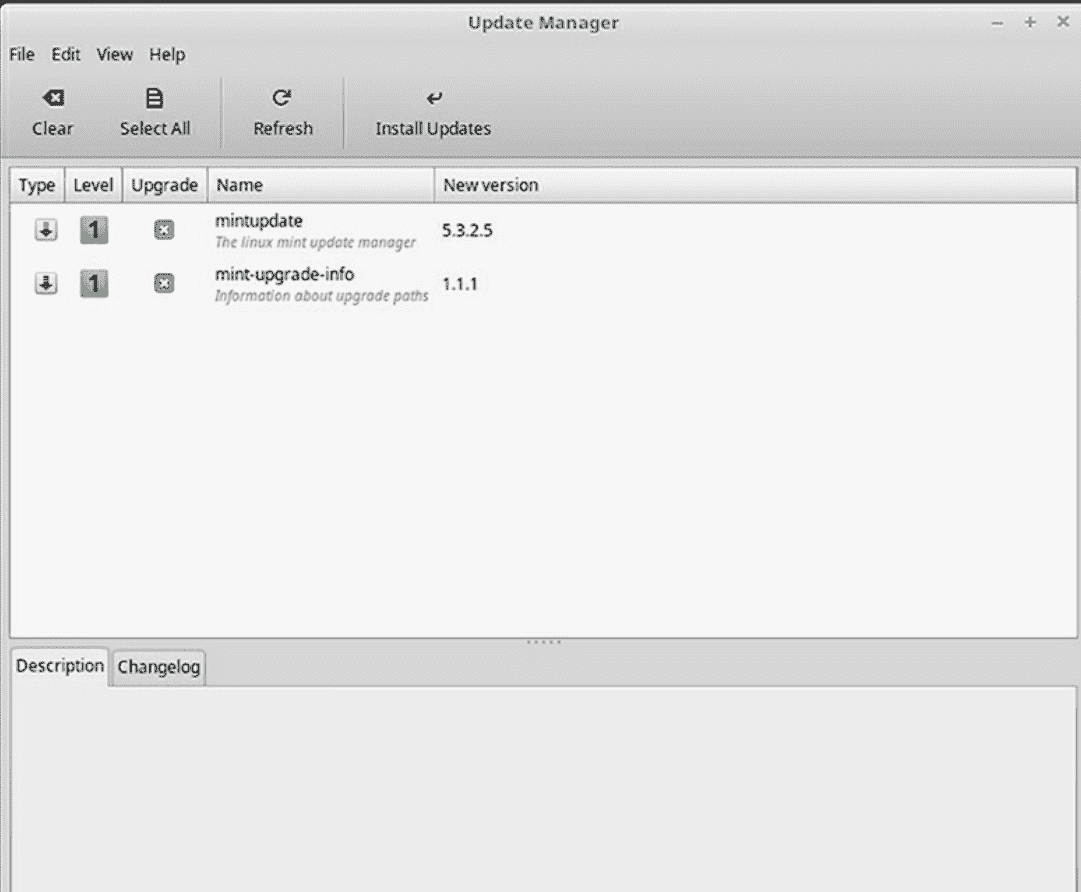 Update Manager
File Edit View Help
Clear Select All Refresh Install Updates
Type Level Upgrade Name New version
mintupdate
1 5.3.2.5
The linux mint update manager
mint-upgrade-info
1 1.1.1
Information about upgrade paths
Description Changelog